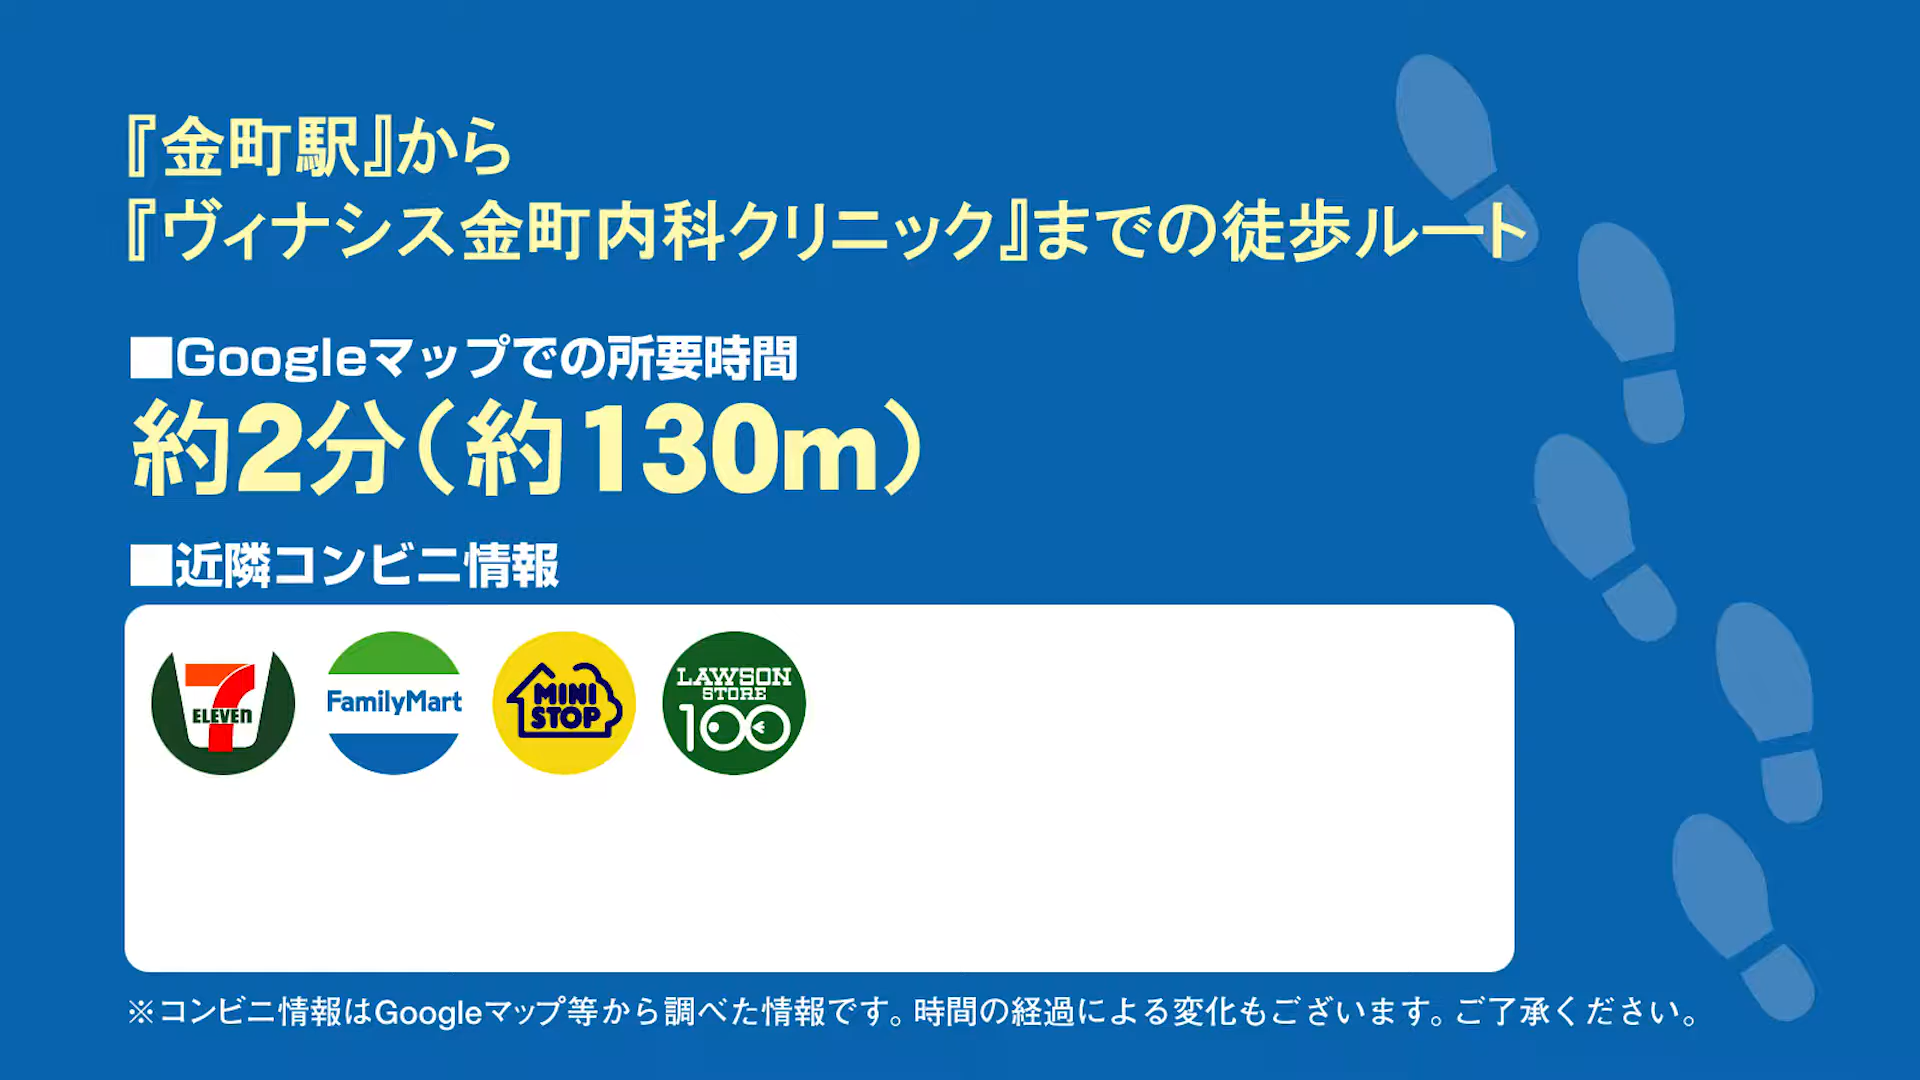 『金町駅』から
『ヴィナシス金町内科クリニック』までの徒歩ルート
■Googleマップでの所要時間
約2分（約130m）
■近隣コンビニ情報
7
ELEVEN
FamilyMart
MINI
STOP
LAWSON
STORE
100
※コンビニ情報はGoogleマップ等から調べた情報です。時間の経過による変化もございます。ご了承ください。